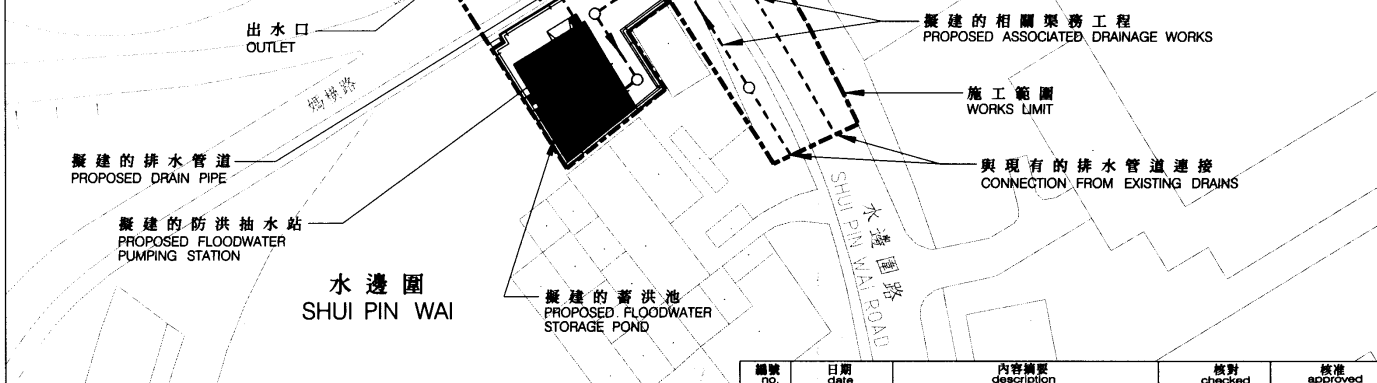 出水口
OUTLET
擬建的相關渠務工程
PROPOSED ASSOCIATED DRAINAGE WORKS
施工範圍
WORKS LIMIT
擬建的排水管道
PROPOSED DRAIN PIPE
與現有的排水管道連接
CONNECTION FROM EXISTING DRAINS
擬建的防洪抽水站
PROPOSED FLOODWATER
PUMPING STATION
水邊圍
SHUI PIN WAI
擬建的蓄洪池
PROPOSED FLOODWATER
STORAGE POND
水邊圍路
SHUI PIN WAI ROAD
編號 日期 內容摘要 核對 核准
no. date description checked approved